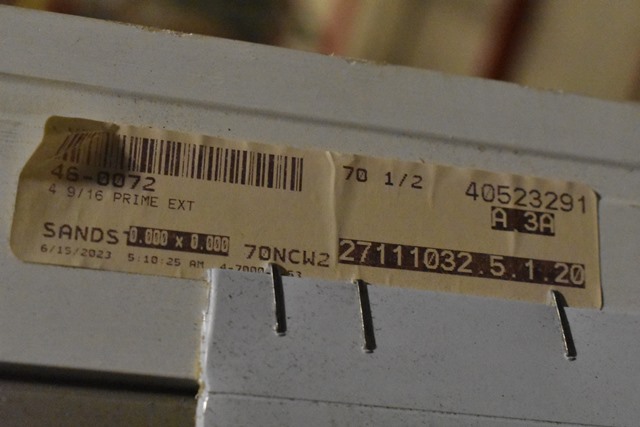 46-0072
4 9/16 PRIME EXT
SANDST 0.000 x 0.000 70NCW2
6/15/2023 5:10:25 AM
70 1/2 40523291
A 3A
27111032.5.1.20